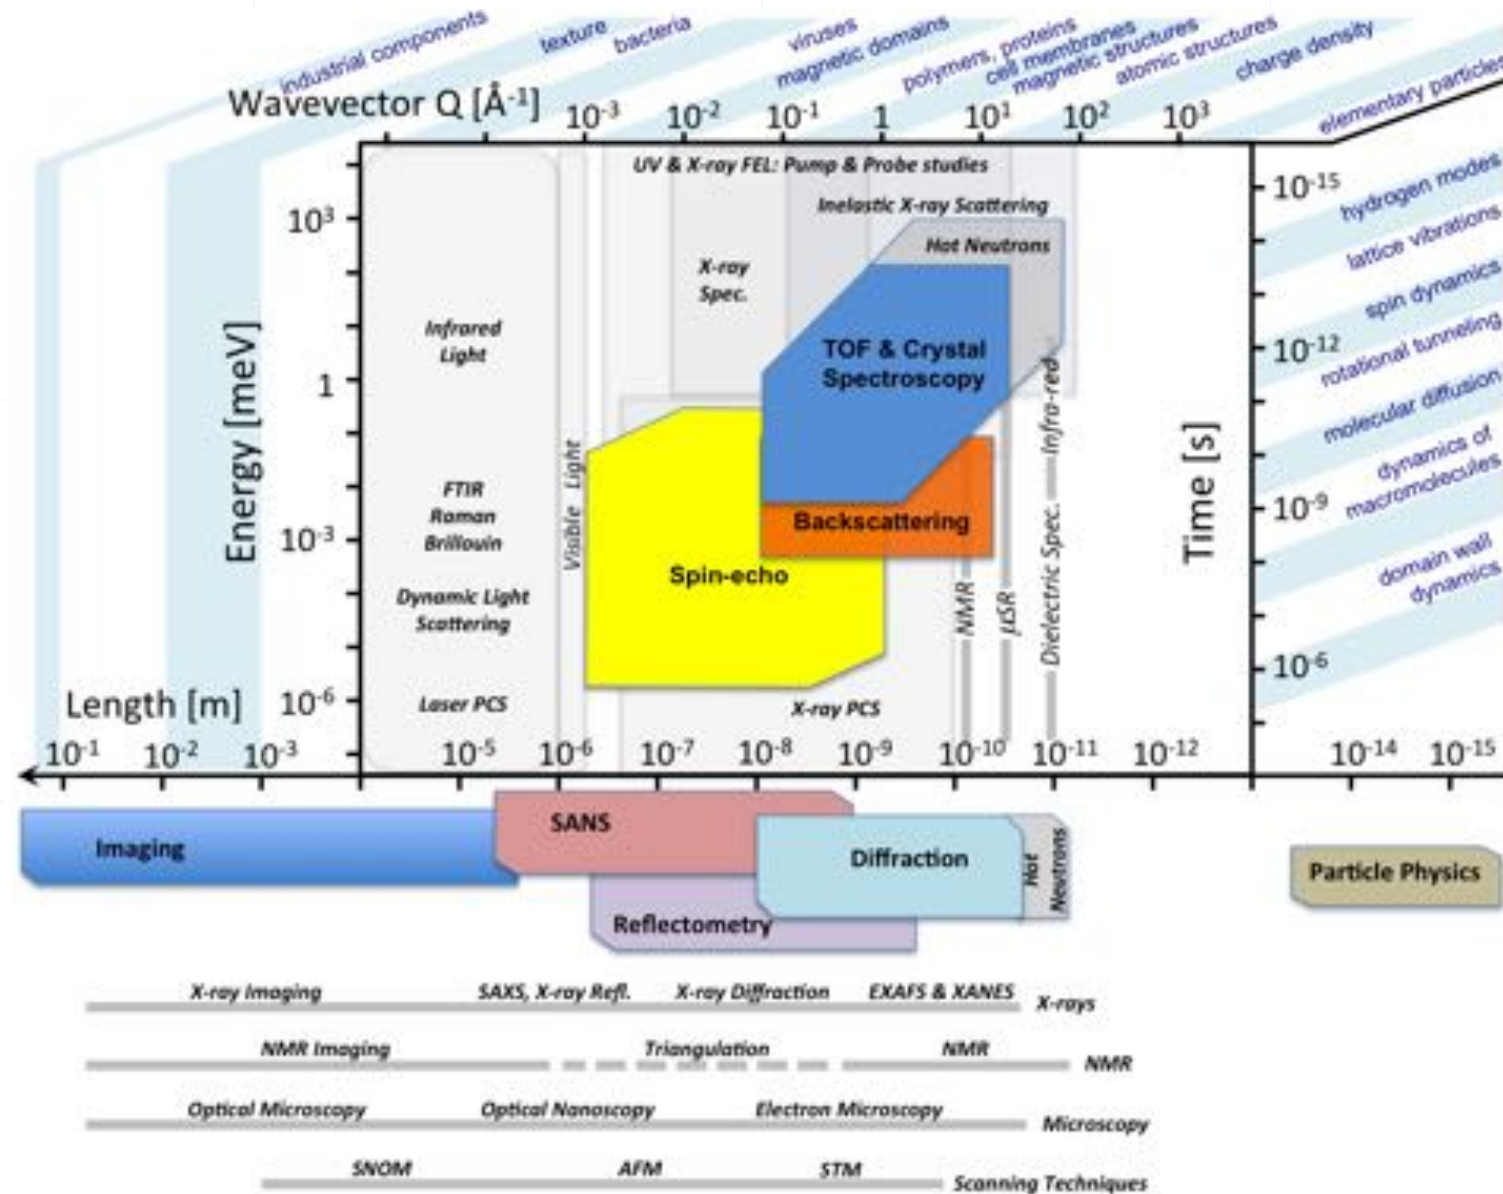 industrial components
texture
bacteria
viruses
magnetic domains
polymers, proteins
cell membranes
magnetic structures
atomic structures
charge density
elementary particles
Wavevector Q [Å-1]
10-3 10-2 10-1 1 101 102 103
UV & X-ray FEL: Pump & Probe studies
Inelastic X-ray Scattering
Hot Neutrons
X-ray
Spec.
Infrared
Light
TOF & Crystal
Spectroscopy
FTIR
Raman
Brillouin
Visible Light
Backscattering
Spin-echo
Dynamic Light
Scattering
Laser PCS
X-ray PCS
NMR
μSR
Dielectric Spec.
Infra-red
Energy [meV]
103
1
10-3
10-6
Time [s]
10-15
10-12
10-9
10-6
hydrogen modes
lattice vibrations
spin dynamics
rotational tunneling
molecular diffusion
dynamics of
macromolecules
domain wall
dynamics
Length [m]
10-1 10-2 10-3 10-5 10-6 10-7 10-8 10-9 10-10 10-11 10-12 10-14 10-15
Imaging
SANS
Diffraction
Hot
Neutrons
Particle Physics
Reflectometry
X-ray Imaging SAXS, X-ray Refl. X-ray Diffraction EXAFS & XANES X-rays
NMR Imaging Triangulation NMR NMR
Optical Microscopy Optical Nanoscopy Electron Microscopy Microscopy
SNOM AFM STM Scanning Techniques